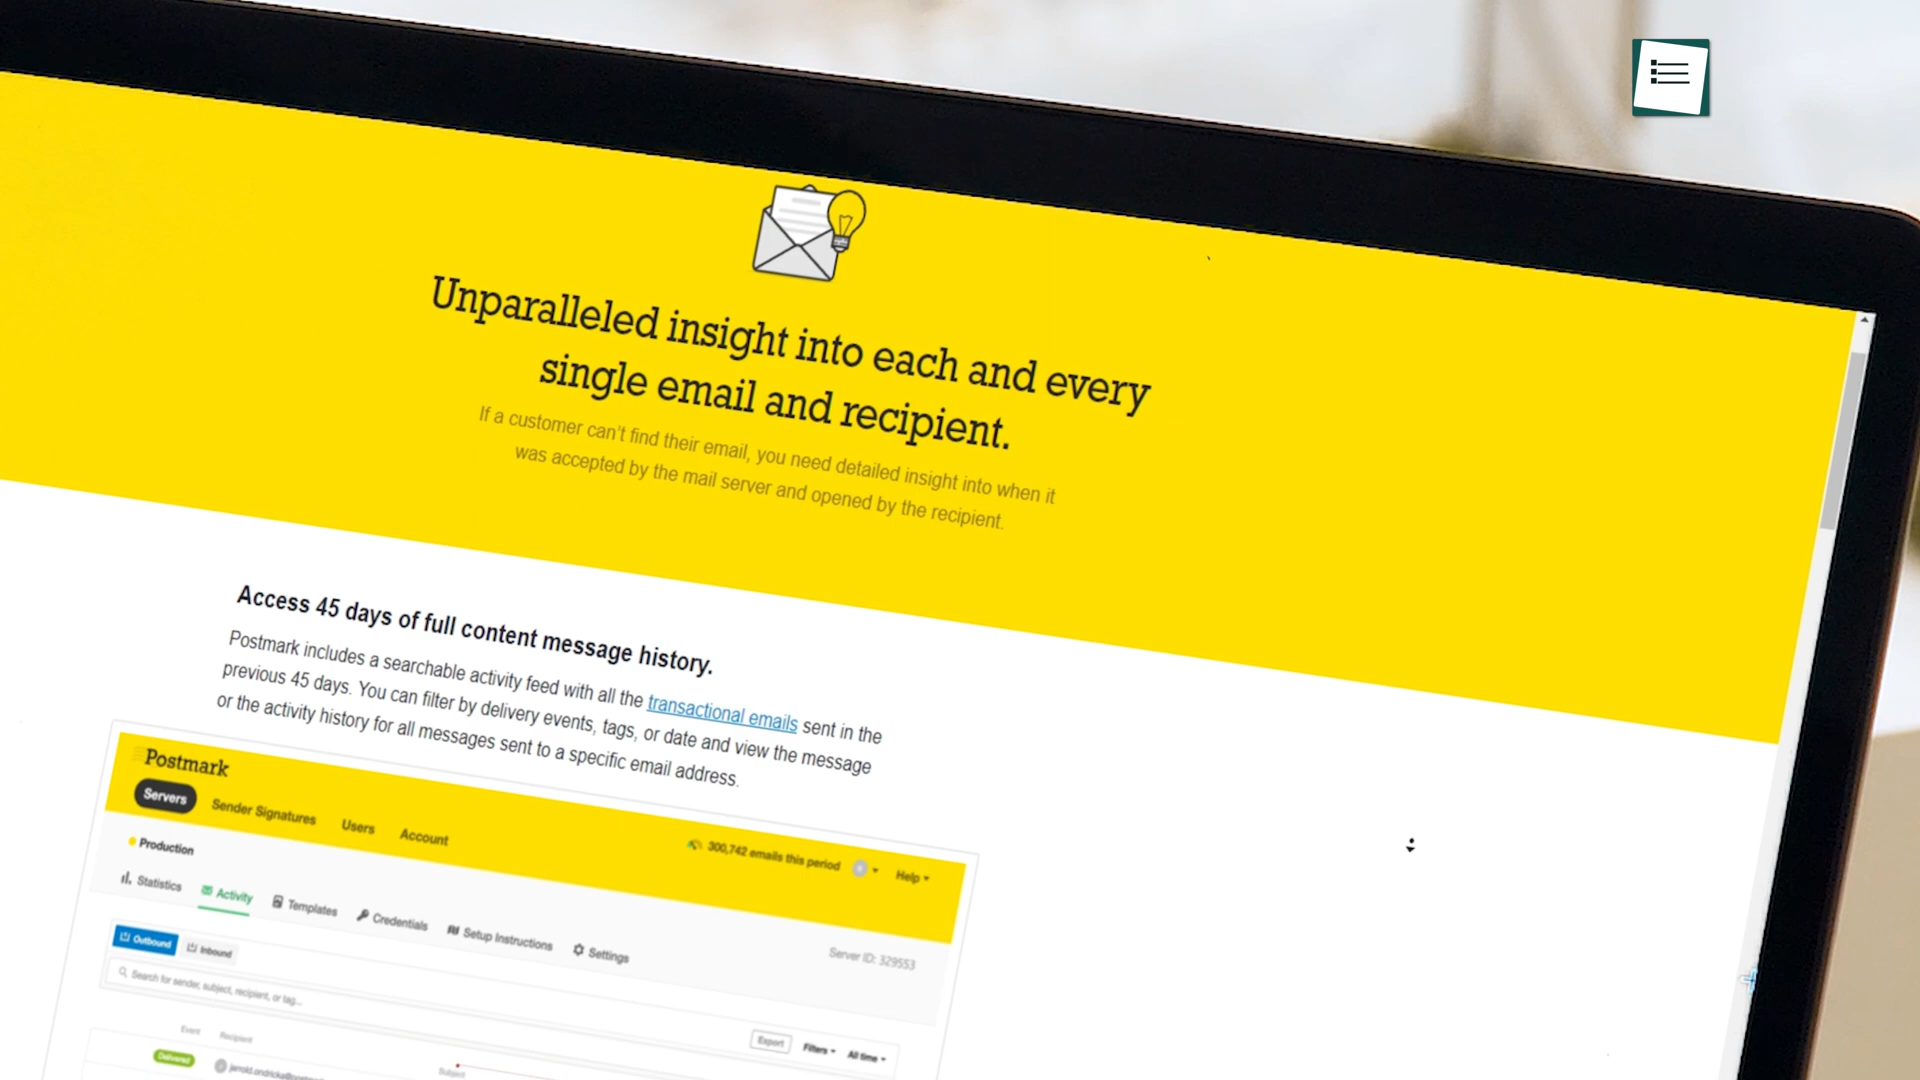 Unparalleled insight into each and every
single email and recipient.
If a customer can't find their email, you need detailed insight into when it
was accepted by the mail server and opened by the recipient.
Access 45 days of full content message history.
Postmark includes a searchable activity feed with all the transactional emails sent in the
previous 45 days. You can filter by delivery events, tags, or date and view the message
or the activity history for all messages sent to a specific email address.
Postmark
Servers Sender Signatures Users Account
300,742 emails this period Help
Production
Statistics Activity Templates Credentials Setup Instructions Settings
Server ID: 329553
Outbound Inbound
Search for sender, subject, recipient, or tag...
Export Filters All time
Event Recipient Subject
Delivered